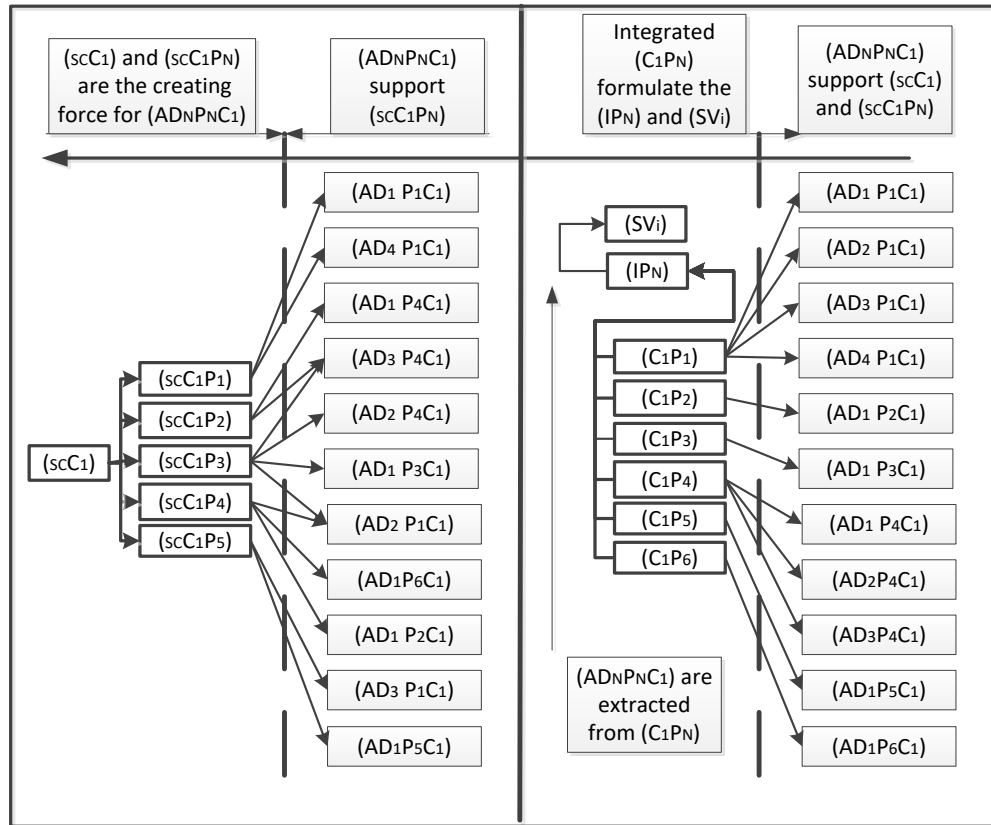 (scC1) and (scC1PN)
are the creating
force for (ADNPNC1)
(ADNPNC1)
support
(scC1PN)
Integrated
(C1PN)
formulate the
(IPN) and (SVi)
(ADNPNC1)
support (scC1)
and (scC1PN)
(scC1)
(scC1P1)
(scC1P2)
(scC1P3)
(scC1P4)
(scC1P5)
(AD1 P1C1)
(AD4 P1C1)
(AD1 P4C1)
(AD3 P4C1)
(AD2 P4C1)
(AD1 P3C1)
(AD2 P1C1)
(AD1P6C1)
(AD1 P2C1)
(AD3 P1C1)
(AD1P5C1)
(SVi)
(IPN)
(C1P1)
(C1P2)
(C1P3)
(C1P4)
(C1P5)
(C1P6)
(ADNPNC1) are
extracted
from (C1PN)
(AD1 P1C1)
(AD2 P1C1)
(AD3 P1C1)
(AD4 P1C1)
(AD1 P2C1)
(AD1 P3C1)
(AD1 P4C1)
(AD2P4C1)
(AD3P4C1)
(AD1P5C1)
(AD1P6C1)